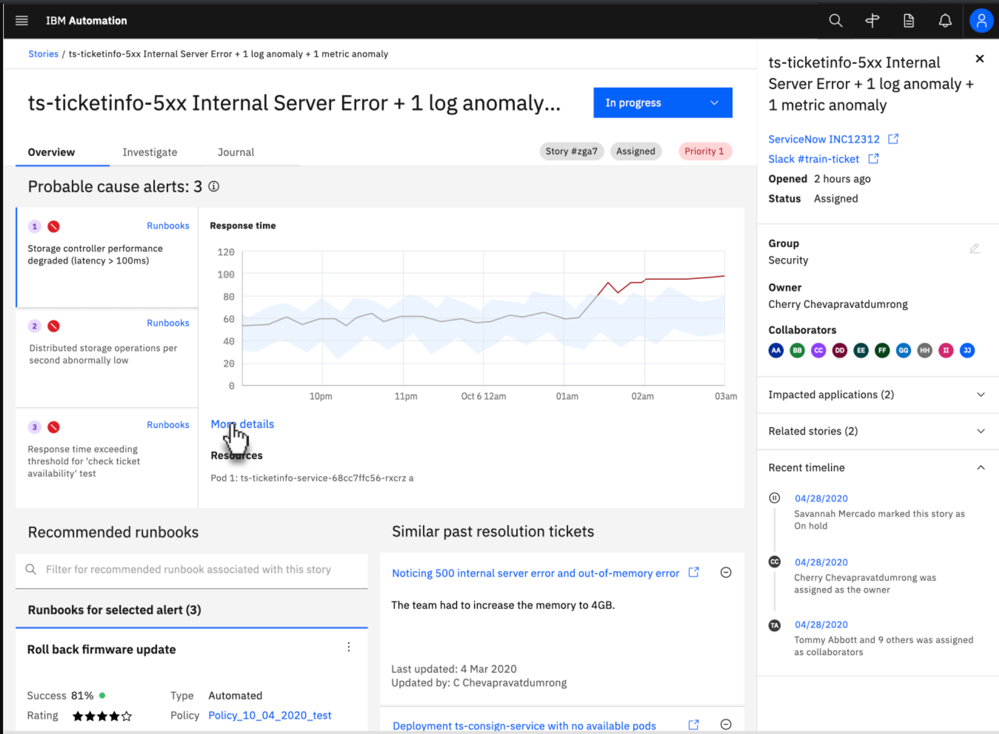 IBM Automation
Stories / ts-ticketinfo-5xx Internal Server Error + 1 log anomaly + 1 metric anomaly
ts-ticketinfo-5xx Internal Server Error + 1 log anomaly...
In progress
Overview
Investigate
Journal
Story #zga7
Assigned
Priority 1
Probable cause alerts: 3
1
Runbooks
Storage controller performance
degraded (latency > 100ms)
2
Runbooks
Distributed storage operations per
second abnormally low
3
Runbooks
Response time exceeding
threshold for 'check ticket
availability' test
Response time
120
100
80
60
40
20
0
10pm
11pm
Oct 6 12am
01am
02am
03am
More details
Resources
Pod 1: ts-ticketinfo-service-68cc7ffc56-rxcrz a
Recommended runbooks
Filter for recommended runbook associated with this story
Runbooks for selected alert (3)
Roll back firmware update
Success 81%
Type Automated
Rating
Policy Policy_10_04_2020_test
Similar past resolution tickets
Noticing 500 internal server error and out-of-memory error
The team had to increase the memory to 4GB.
Last updated: 4 Mar 2020
Updated by: C Chevapravatdumrong
Deployment ts-consign-service with no available pods
ts-ticketinfo-5xx Internal
Server Error + 1 log anomaly +
1 metric anomaly
ServiceNow INC12312
Slack #train-ticket
Opened 2 hours ago
Status Assigned
Group
Security
Owner
Cherry Chevapravatdumrong
Collaborators
AA BB CC DD EE FF GG HH II JJ
Impacted applications (2)
Related stories (2)
Recent timeline
04/28/2020
Savannah Mercado marked this story as
On hold
CC
04/28/2020
Cherry Chevapravatdumrong was
assigned as the owner
TA
04/28/2020
Tommy Abbott and 9 others was assigned
as collaborators